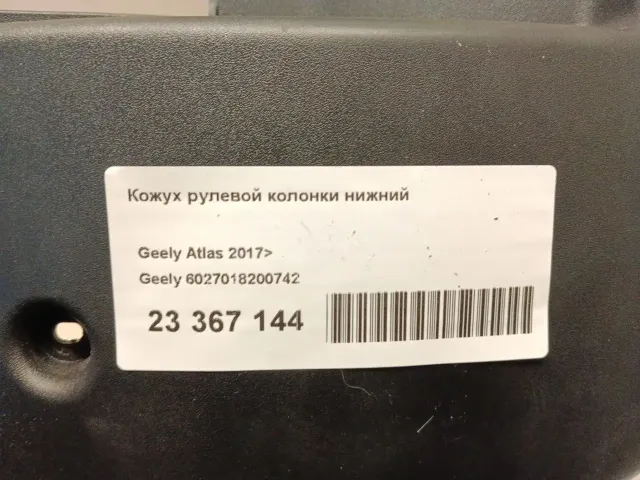 Кожух рулевой колонки нижний
Geely Atlas 2017>
Geely 6027018200742
23 367 144